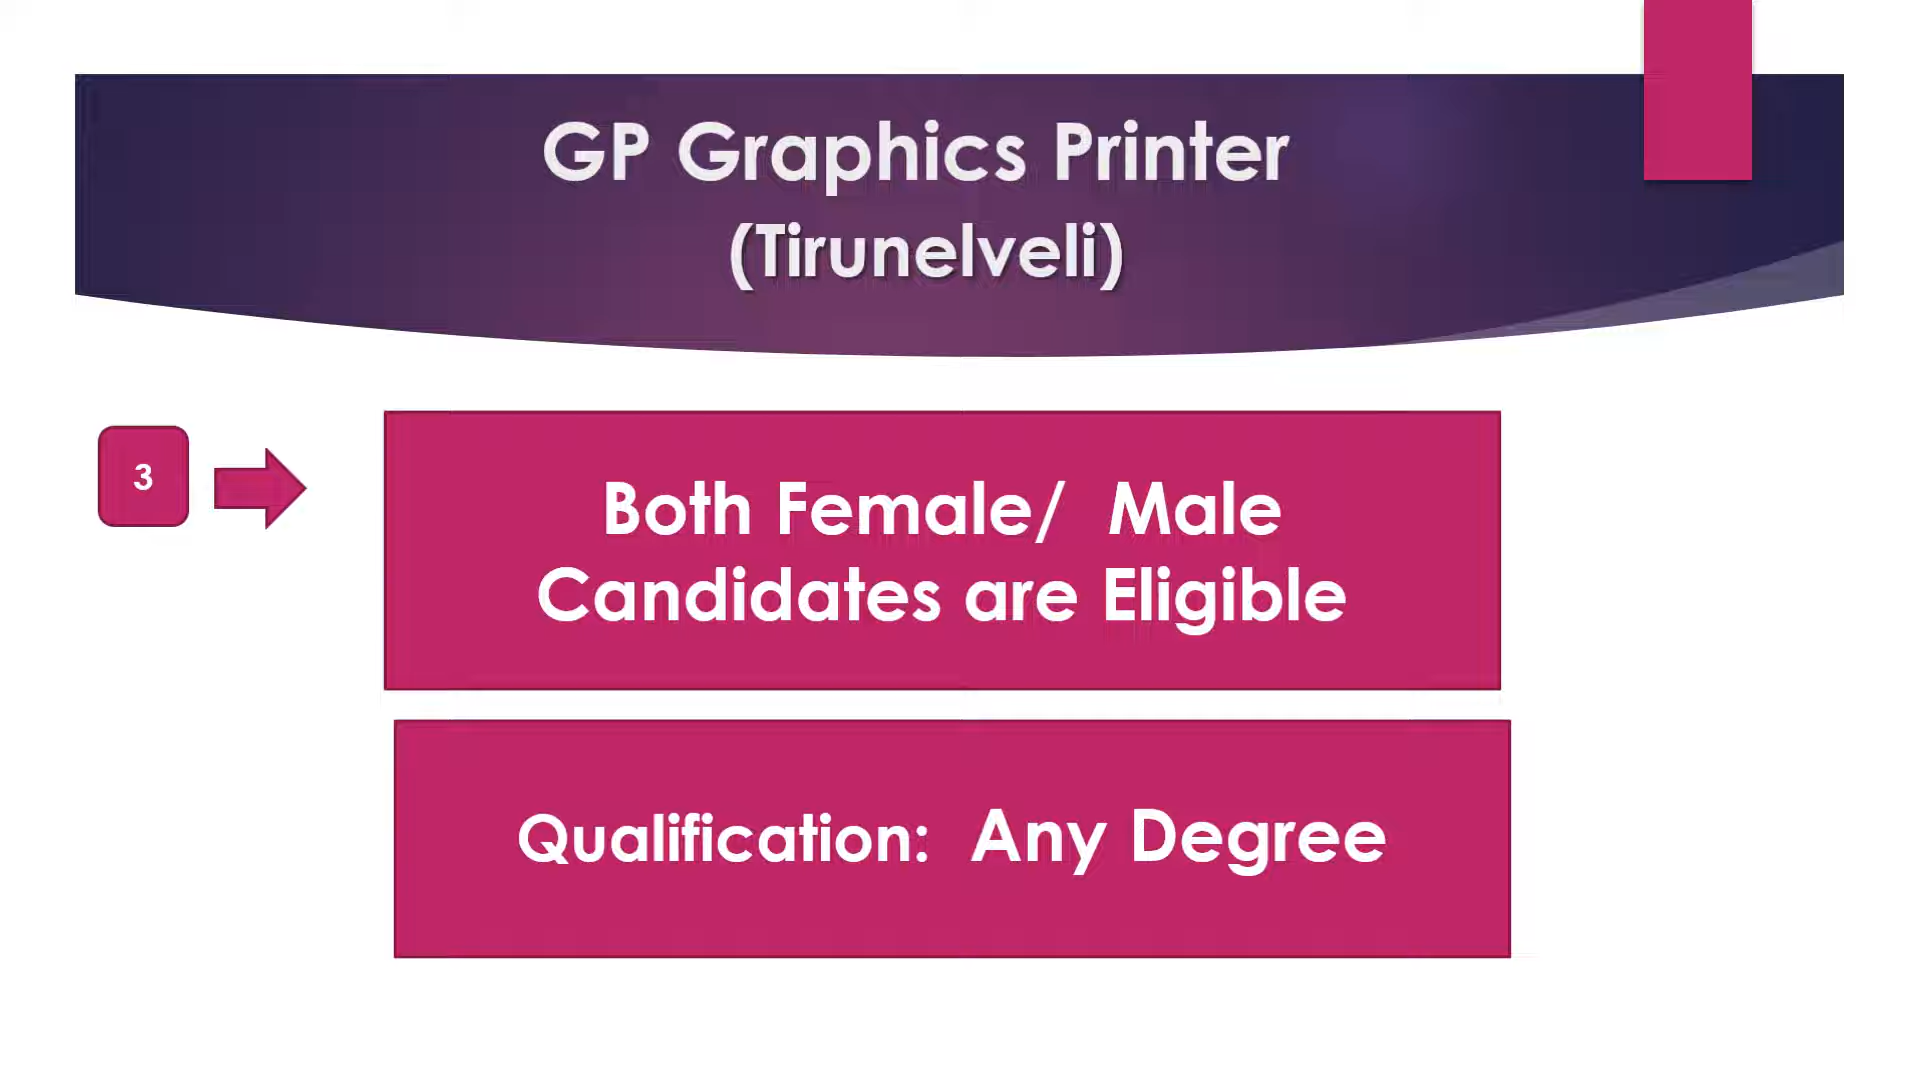 GP Graphics Printer
(Tirunelveli)
3
Both Female/  Male
Candidates are Eligible
Qualification:  Any Degree